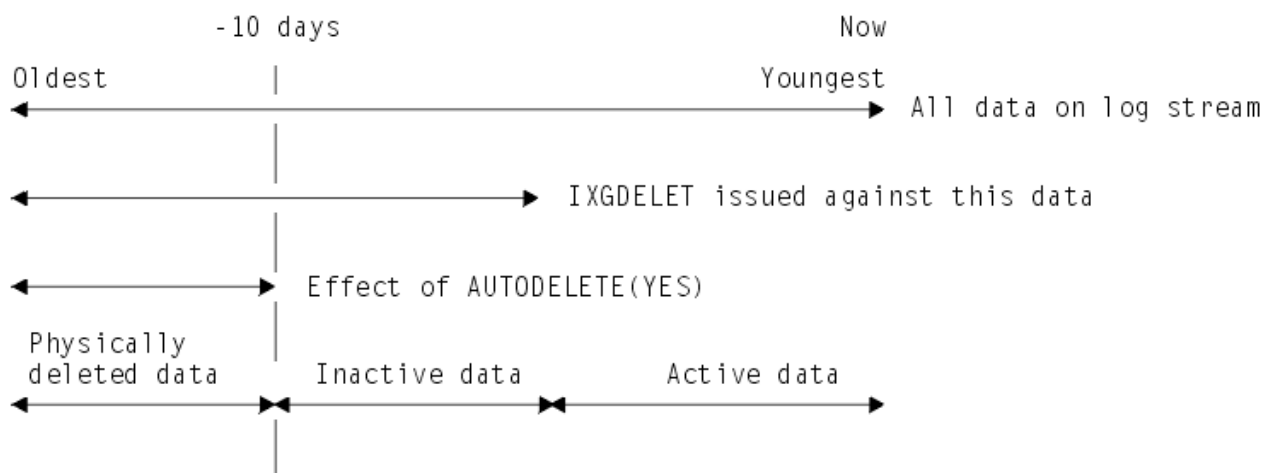 -10 days
Now
Oldest
Youngest
All data on log stream
IXGDELET issued against this data
Effect of AUTODELETE(YES)
Physically
deleted data
Inactive data
Active data